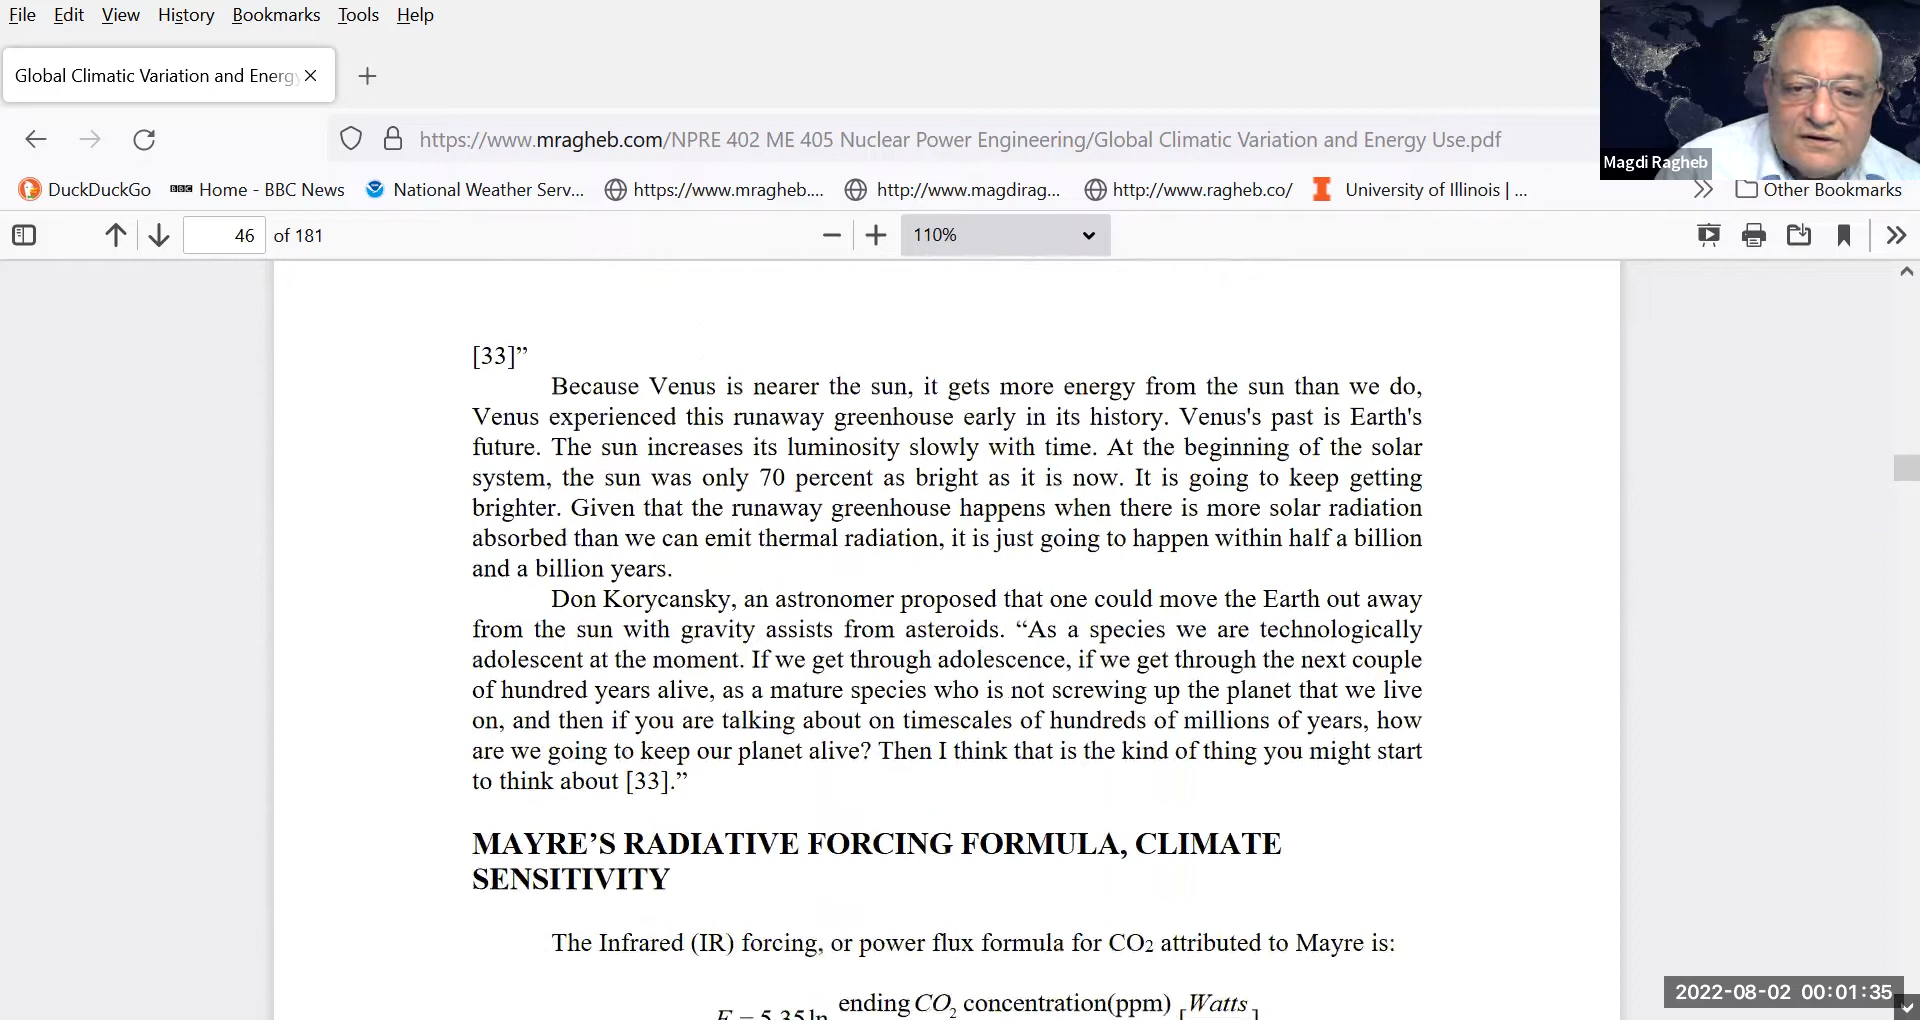 File Edit View History Bookmarks Tools Help
Global Climatic Variation and Energ
https://www.mragheb.com/NPRE 402 ME 405 Nuclear Power Engineering/Global Climatic Variation and Energy Use.pdf
Magdi Ragheb
DuckDuckGo BBC Home - BBC News National Weather Serv... https://www.mragheb.... http://www.magdirag... http://www.ragheb.co/ I University of Illinois | ... Other Bookmarks
46 of 181 110%
[33]”
Because Venus is nearer the sun, it gets more energy from the sun than we do,
Venus experienced this runaway greenhouse early in its history. Venus's past is Earth's
future. The sun increases its luminosity slowly with time. At the beginning of the solar
system, the sun was only 70 percent as bright as it is now. It is going to keep getting
brighter. Given that the runaway greenhouse happens when there is more solar radiation
absorbed than we can emit thermal radiation, it is just going to happen within half a billion
and a billion years.
Don Korycansky, an astronomer proposed that one could move the Earth out away
from the sun with gravity assists from asteroids. “As a species we are technologically
adolescent at the moment. If we get through adolescence, if we get through the next couple
of hundred years alive, as a mature species who is not screwing up the planet that we live
on, and then if you are talking about on timescales of hundreds of millions of years, how
are we going to keep our planet alive? Then I think that is the kind of thing you might start
to think about [33].”
MAYRE’S RADIATIVE FORCING FORMULA, CLIMATE
SENSITIVITY
The Infrared (IR) forcing, or power flux formula for CO2 attributed to Mayre is:
F = 5.35 ln ending CO2 concentration(ppm) [Watts]
2022-08-02 00:01:35